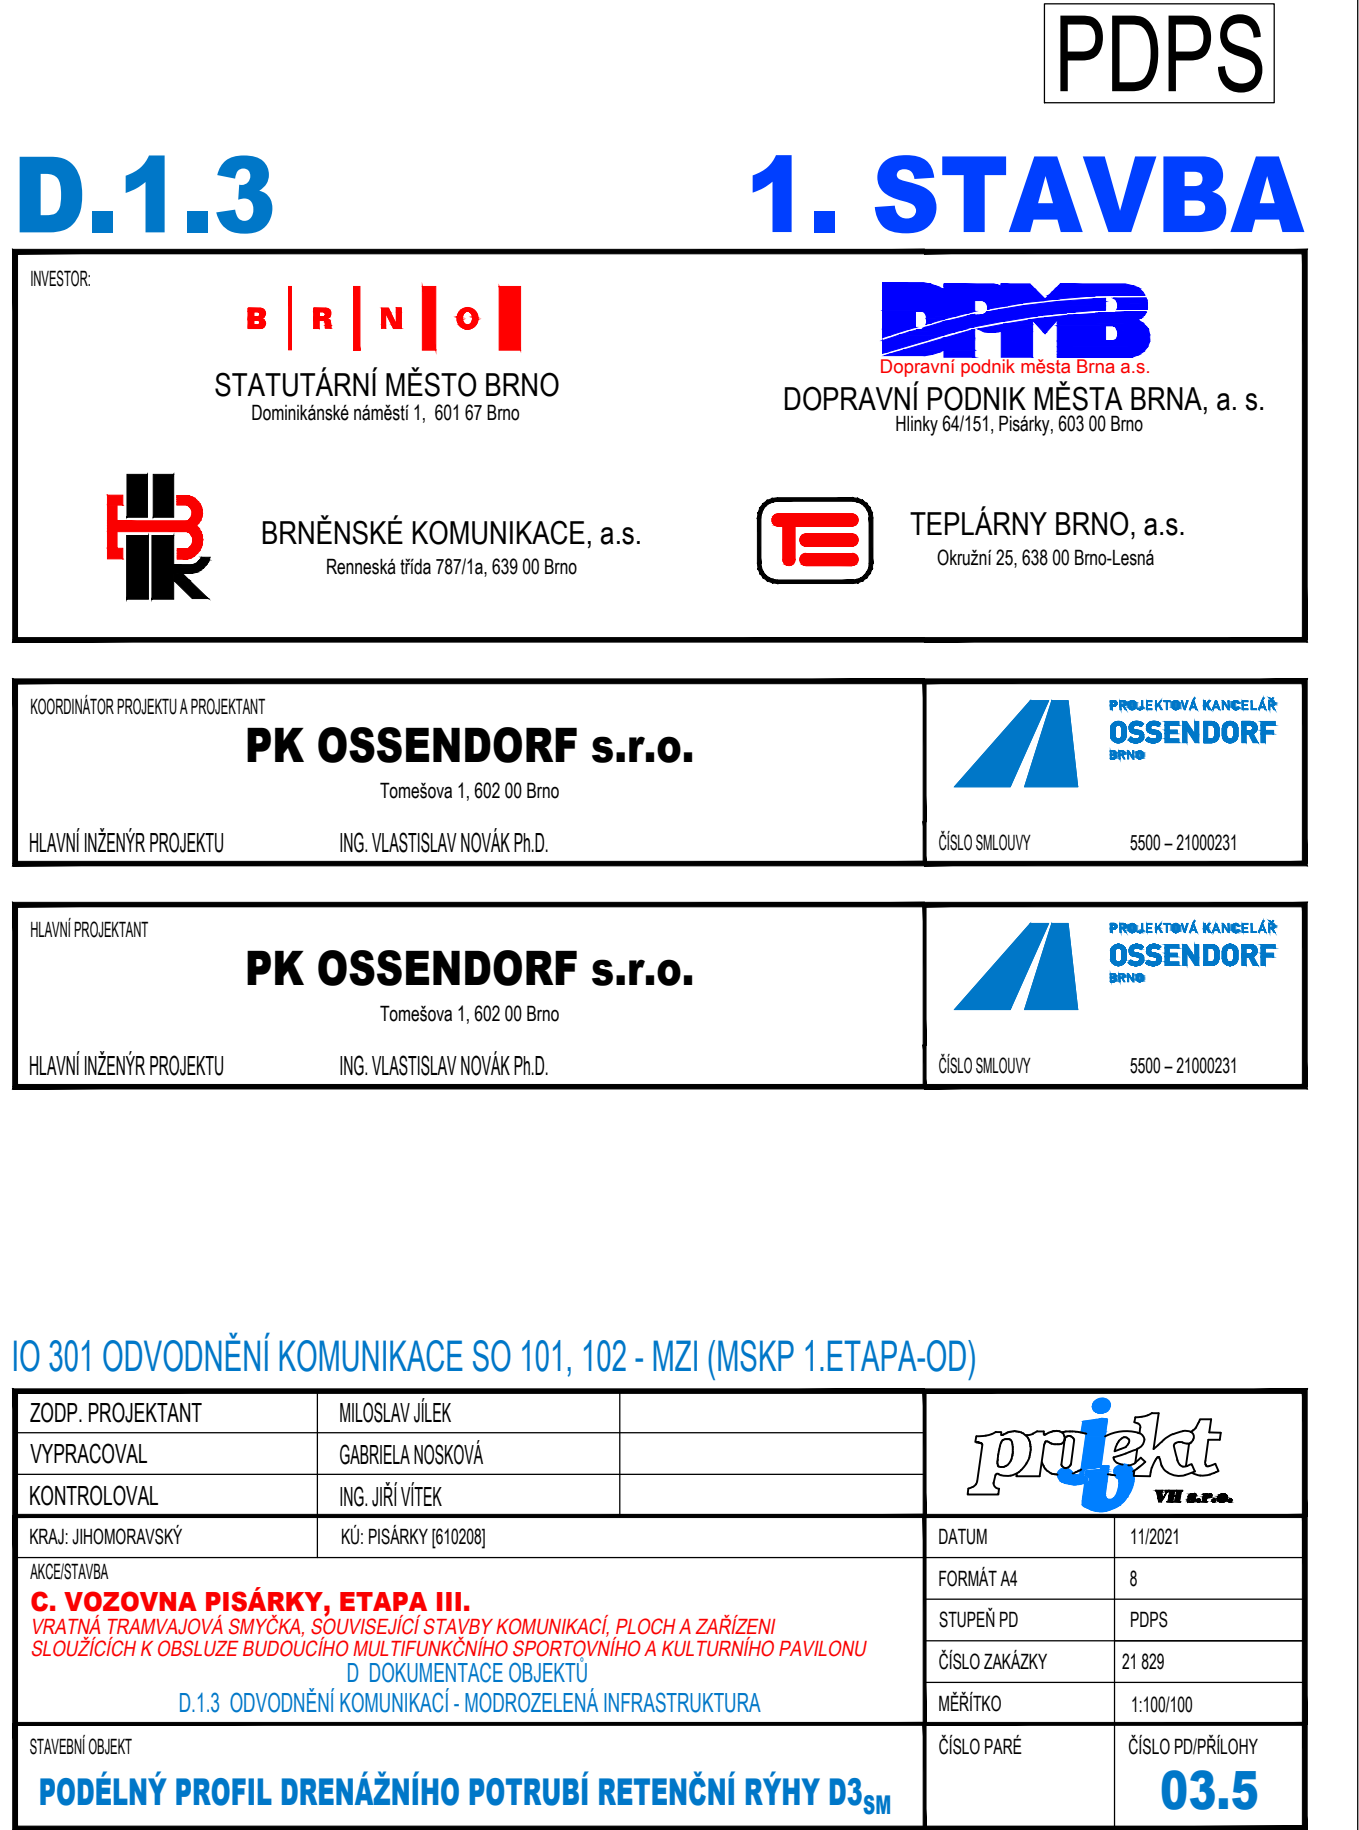 PDPS
D.1.3 1. STAVBA
INVESTOR:
B R N O
DPMB
Dopravní podnik města Brna a.s.
STATUTÁRNÍ MĚSTO BRNO
Dominikánské náměstí 1, 601 67 Brno
DOPRAVNÍ PODNIK MĚSTA BRNA, a. s.
Hlinky 64/151, Pisárky, 603 00 Brno
BRNĚNSKÉ KOMUNIKACE, a.s.
Renneská třída 787/1a, 639 00 Brno
TEPLÁRNY BRNO, a.s.
Okružní 25, 638 00 Brno-Lesná
KOORDINÁTOR PROJEKTU A PROJEKTANT
PK OSSENDORF s.r.o.
Tomešova 1, 602 00 Brno
HLAVNÍ INŽENÝR PROJEKTU ING. VLASTISLAV NOVÁK Ph.D.
PROJEKTOVÁ KANCELÁŘ
OSSENDORF
BRNO
ČÍSLO SMLOUVY 5500 – 21000231
HLAVNÍ PROJEKTANT
PK OSSENDORF s.r.o.
Tomešova 1, 602 00 Brno
HLAVNÍ INŽENÝR PROJEKTU ING. VLASTISLAV NOVÁK Ph.D.
PROJEKTOVÁ KANCELÁŘ
OSSENDORF
BRNO
ČÍSLO SMLOUVY 5500 – 21000231
IO 301 ODVODNĚNÍ KOMUNIKACE SO 101, 102 - MZI (MSKP 1.ETAPA-OD)
ZODP. PROJEKTANT MILOSLAV JÍLEK
VYPRACOVAL GABRIELA NOSKOVÁ
KONTROLOVAL ING. JIŘÍ VÍTEK
projekt
VH s.r.o.
KRAJ: JIHOMORAVSKÝ KÚ: PISÁRKY [610208]
DATUM 11/2021
AKCE/STAVBA
C. VOZOVNA PISÁRKY, ETAPA III.
VRATNÁ TRAMVAJOVÁ SMYČKA, SOUVISEJÍCÍ STAVBY KOMUNIKACÍ, PLOCH A ZAŘÍZENI
SLOUŽÍCÍCH K OBSLUZE BUDOUCÍHO MULTIFUNKČNÍHO SPORTOVNÍHO A KULTURNÍHO PAVILONU
D DOKUMENTACE OBJEKTŮ
D.1.3 ODVODNĚNÍ KOMUNIKACÍ - MODROZELENÁ INFRASTRUKTURA
FORMÁT A4 8
STUPEŇ PD PDPS
ČÍSLO ZAKÁZKY 21 829
MĚŘÍTKO 1:100/100
STAVEBNÍ OBJEKT
PODÉLNÝ PROFIL DRENÁŽNÍHO POTRUBÍ RETENČNÍ RÝHY D3SM
ČÍSLO PARÉ ČÍSLO PD/PŘÍLOHY
03.5